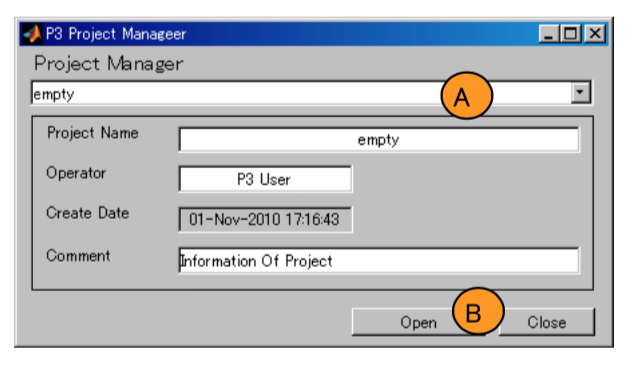 P3 Project Manageer
Project Manager
empty
A
Project Name
empty
Operator
P3 User
Create Date
01-Nov-2010 17:16:43
Comment
Information Of Project
Open
B
Close